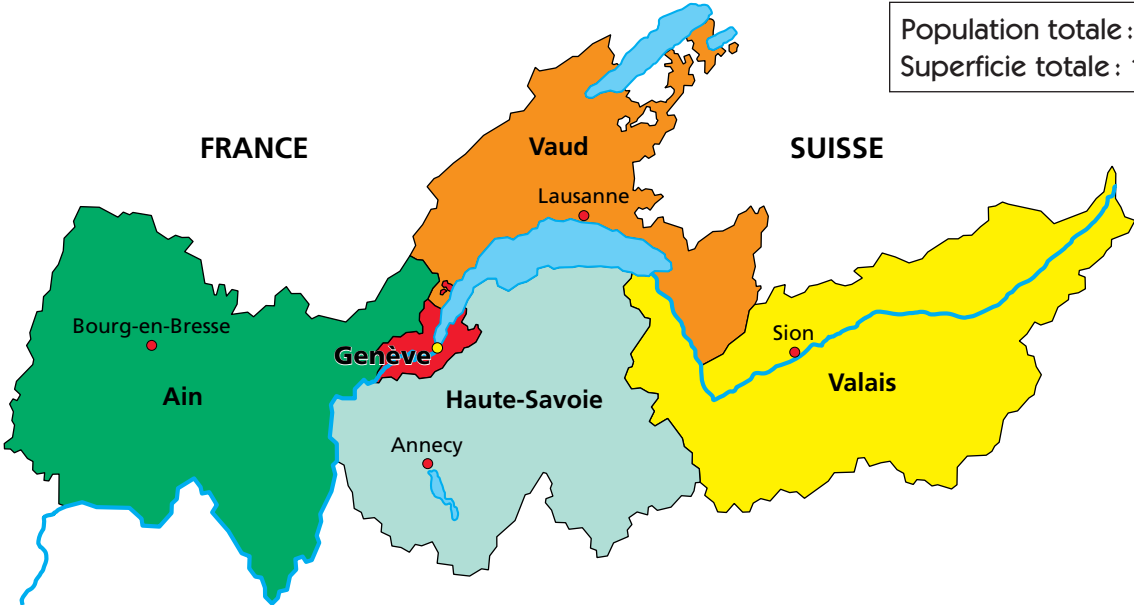 Population totale :
Superficie totale :
FRANCE
Vaud
SUISSE
Lausanne
Bourg-en-Bresse
Genève
Sion
Ain
Haute-Savoie
Valais
Annecy